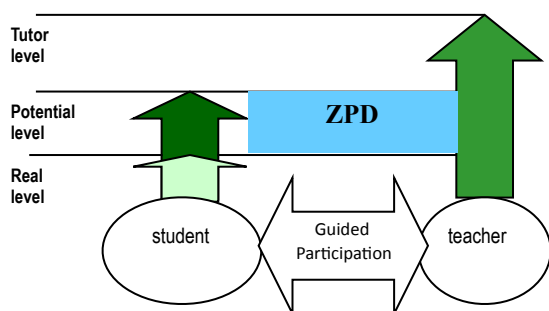 Tutor
level
Potential
level
ZPD
Real
level
student
Guided
Participation
teacher